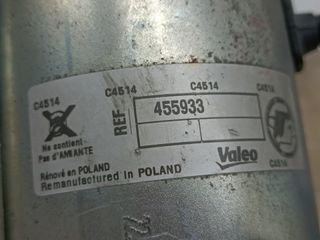 C4514 C4514
C4514 C4514
REF 455933
Ne contient
Pas d'AMIANTE
Rénové en POLAND
Remanufactured in POLAND
Valeo
C4514